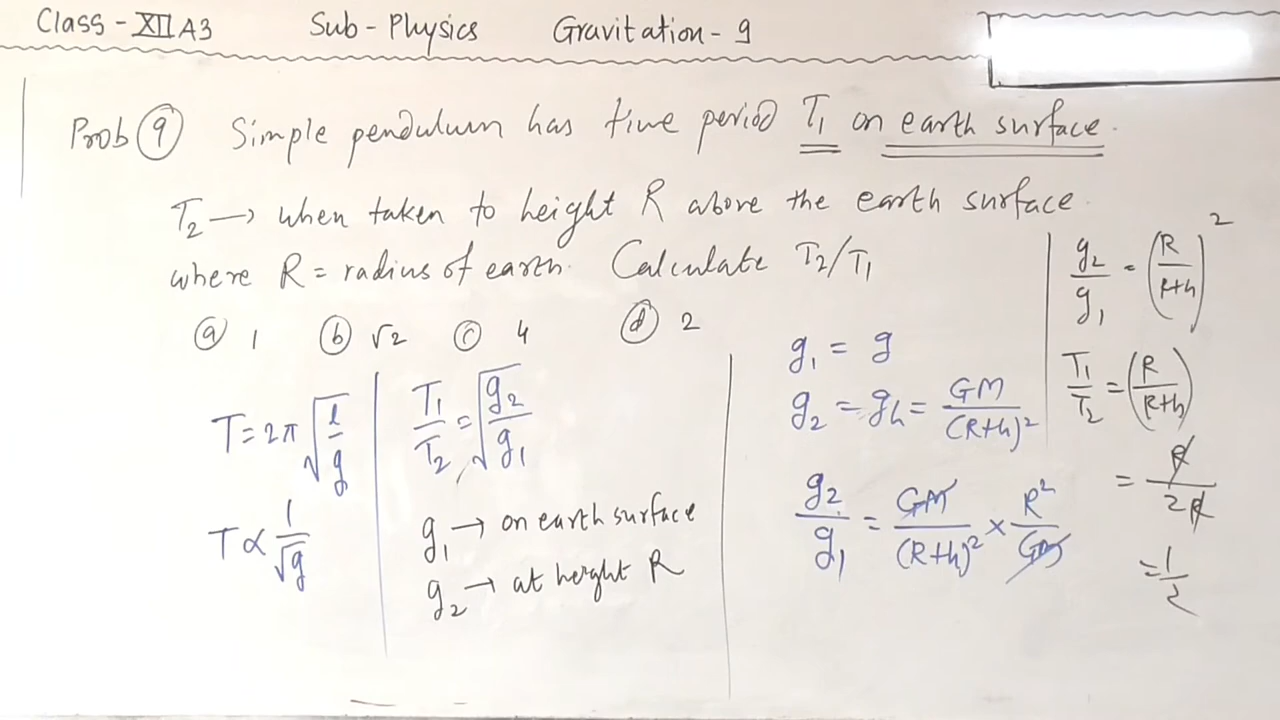 Class - XII A3 Sub - Physics Gravitation - 9
Prob (9) Simple pendulum has time period T₁ on earth surface.
T₂ → when taken to height R above the earth surface.
where R = radius of earth. Calculate T₂/T₁
(a) 1 (b) √2 (c) 4 (d) 2
T = 2π √(l/g)
T ∝ 1/√g
T₁/T₂ = √(g₂/g₁)
g₁ → on earth surface
g₂ → at height R
g₁ = g
g₂ = gh = GM/(R+h)²
g₂/g₁ = GM/(R+h)² × R²/GM
g₂/g₁ = (R/R+h)²
T₁/T₂ = (R/R+h)
= R/2R
= 1/2